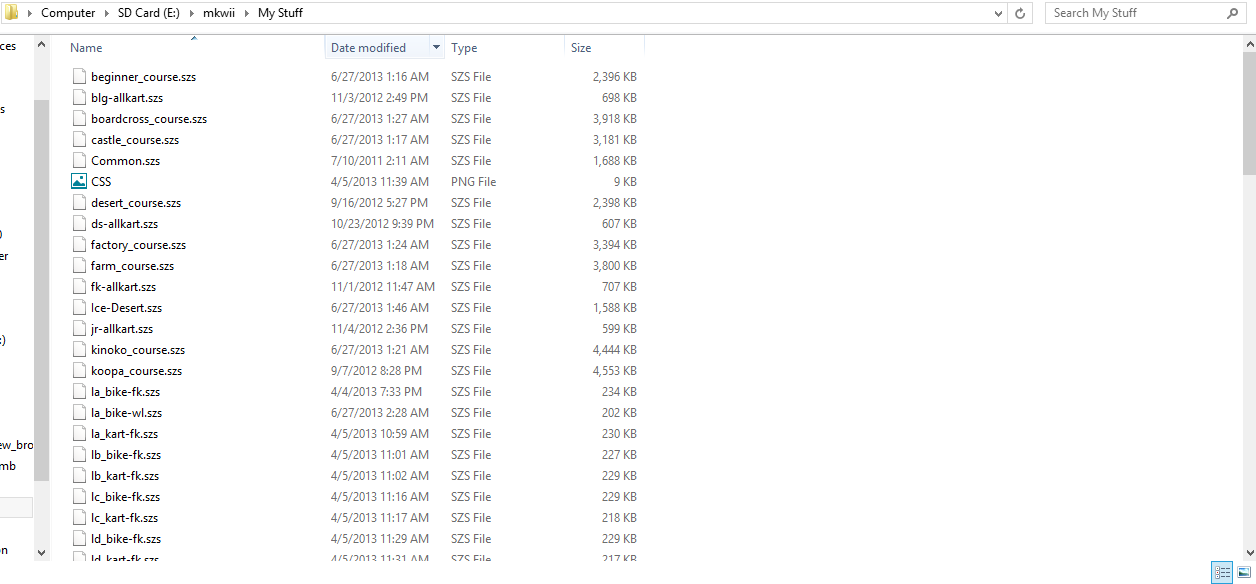 Computer SD Card (E:) mkwii My Stuff Search My Stuff
ces Name Date modified Type Size
beginner_course.szs 6/27/2013 1:16 AM SZS File 2,396 KB
blg-allkart.szs 11/3/2012 2:49 PM SZS File 698 KB
s boardcross_course.szs 6/27/2013 1:27 AM SZS File 3,918 KB
castle_course.szs 6/27/2013 1:17 AM SZS File 3,181 KB
Common.szs 7/10/2011 2:11 AM SZS File 1,688 KB
CSS 4/5/2013 11:39 AM PNG File 9 KB
desert_course.szs 9/16/2012 5:27 PM SZS File 2,398 KB
ds-allkart.szs 10/23/2012 9:39 PM SZS File 607 KB
) factory_course.szs 6/27/2013 1:24 AM SZS File 3,394 KB
er farm_course.szs 6/27/2013 1:18 AM SZS File 3,800 KB
fk-allkart.szs 11/1/2012 11:47 AM SZS File 707 KB
Ice-Desert.szs 6/27/2013 1:46 AM SZS File 1,588 KB
jr-allkart.szs 11/4/2012 2:36 PM SZS File 599 KB
:) kinoko_course.szs 6/27/2013 1:21 AM SZS File 4,444 KB
koopa_course.szs 9/7/2012 8:28 PM SZS File 4,553 KB
la_bike-fk.szs 4/4/2013 7:33 PM SZS File 234 KB
la_bike-wl.szs 6/27/2013 2:28 AM SZS File 202 KB
la_kart-fk.szs 4/5/2013 10:59 AM SZS File 230 KB
ew_bro lb_bike-fk.szs 4/5/2013 11:01 AM SZS File 227 KB
mb lb_kart-fk.szs 4/5/2013 11:02 AM SZS File 229 KB
lc_bike-fk.szs 4/5/2013 11:16 AM SZS File 229 KB
lc_kart-fk.szs 4/5/2013 11:17 AM SZS File 218 KB
ld_bike-fk.szs 4/5/2013 11:29 AM SZS File 229 KB
on ld_kart-fk.szs 4/5/2013 11:31 AM SZS File 217 KB